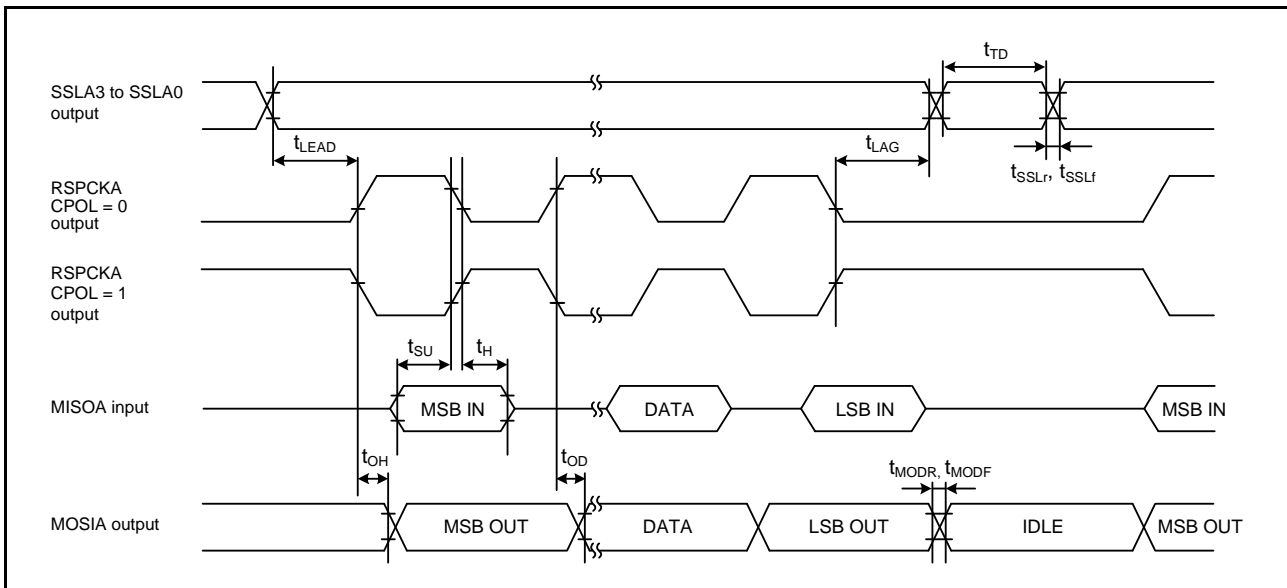 tTD
SSLA3 to SSLA0
output
tLEAD
tLAG
tSSLr, tSSLf
RSPCKA
CPOL = 0
output
RSPCKA
CPOL = 1
output
tSU
tH
MISOA input
MSB IN
DATA
LSB IN
MSB IN
tOH
tOD
tMODR, tMODF
MOSIA output
MSB OUT
DATA
LSB OUT
IDLE
MSB OUT